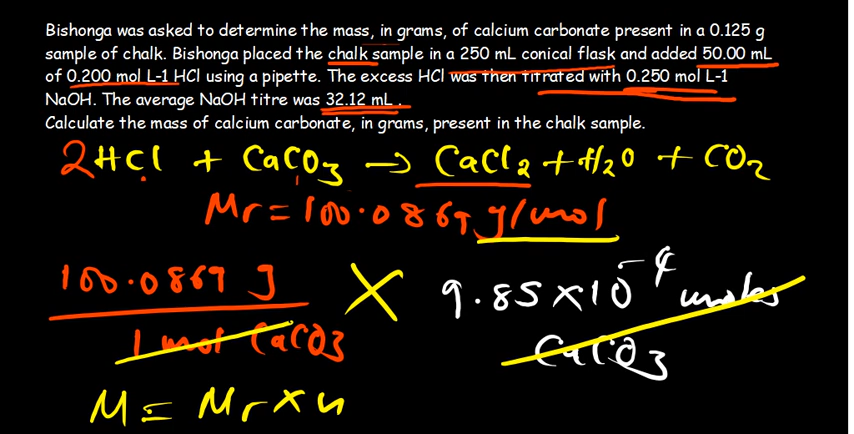 Bishonga was asked to determine the mass, in grams, of calcium carbonate present in a 0.125 g
sample of chalk. Bishonga placed the chalk sample in a 250 mL conical flask and added 50.00 mL
of 0.200 mol L-1 HCl using a pipette. The excess HCl was then titrated with 0.250 mol L-1
NaOH. The average NaOH titre was 32.12 mL .
Calculate the mass of calcium carbonate, in grams, present in the chalk sample.
2HCl + CaCO3 → CaCl2 + H2O + CO2
Mr = 100.0869 g/mol
100.0869 g × 9.85×10⁻⁴ moles
1 mol CaCO3 CaCO3
M = Mr × n